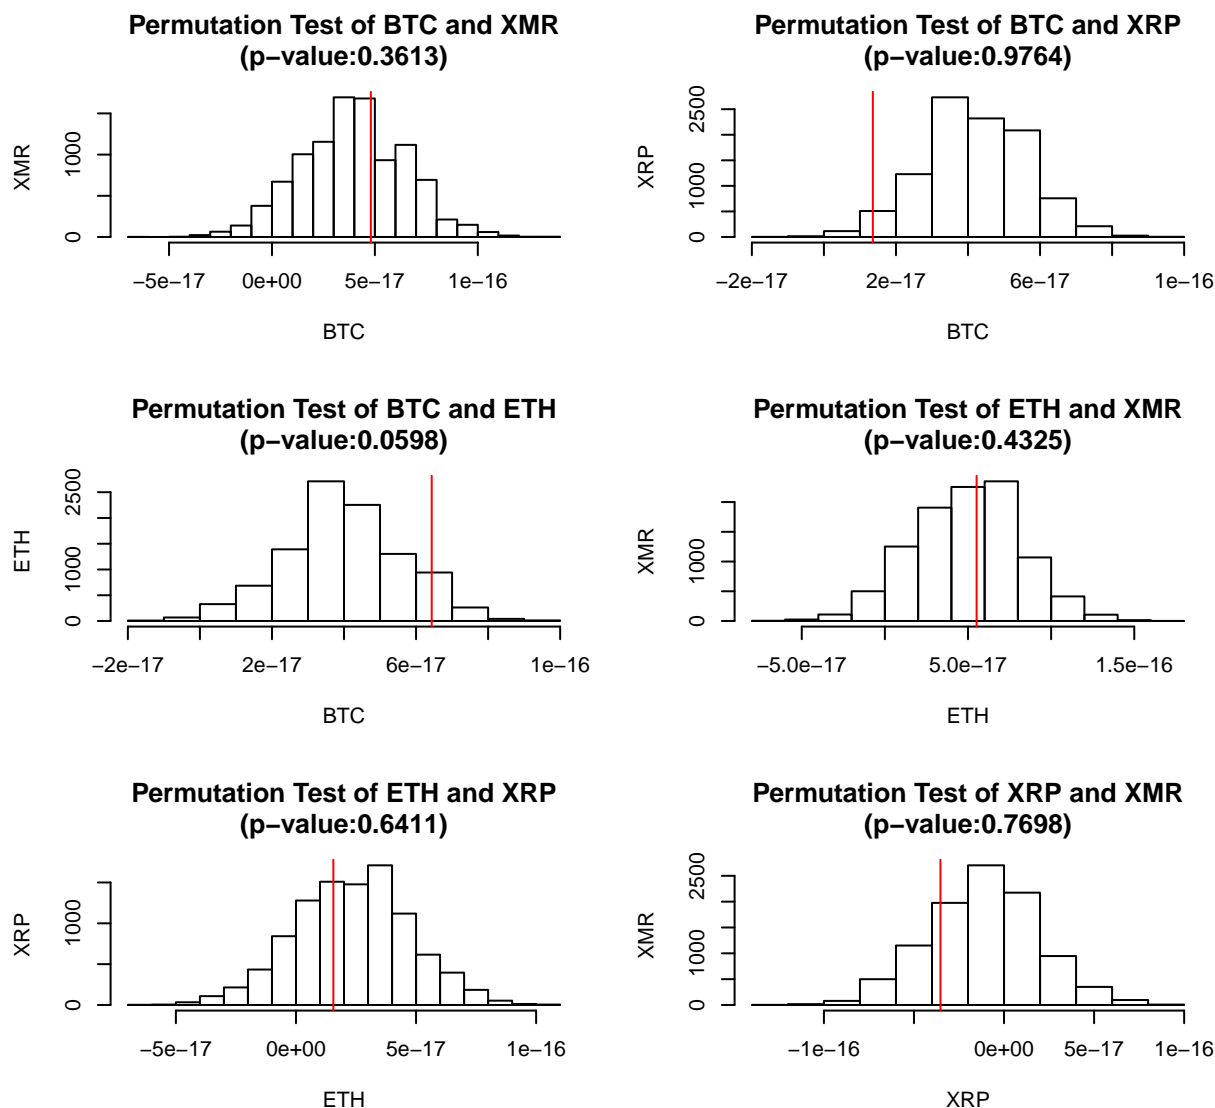 Permutation Test of BTC and XMR
(p−value:0.3613)
XMR
0 1000
−5e−17 0e+00 5e−17 1e−16
BTC
Permutation Test of BTC and XRP
(p−value:0.9764)
XRP
0 1000 2500
−2e−17 2e−17 6e−17 1e−16
BTC
Permutation Test of BTC and ETH
(p−value:0.0598)
ETH
0 1000 2500
−2e−17 2e−17 6e−17 1e−16
BTC
Permutation Test of ETH and XMR
(p−value:0.4325)
XMR
0 1000
−5.0e−17 5.0e−17 1.5e−16
ETH
Permutation Test of ETH and XRP
(p−value:0.6411)
XRP
0 1000
−5e−17 0e+00 5e−17 1e−16
ETH
Permutation Test of XRP and XMR
(p−value:0.7698)
XMR
0 1000 2500
−1e−16 0e+00 5e−17 1e−16
XRP